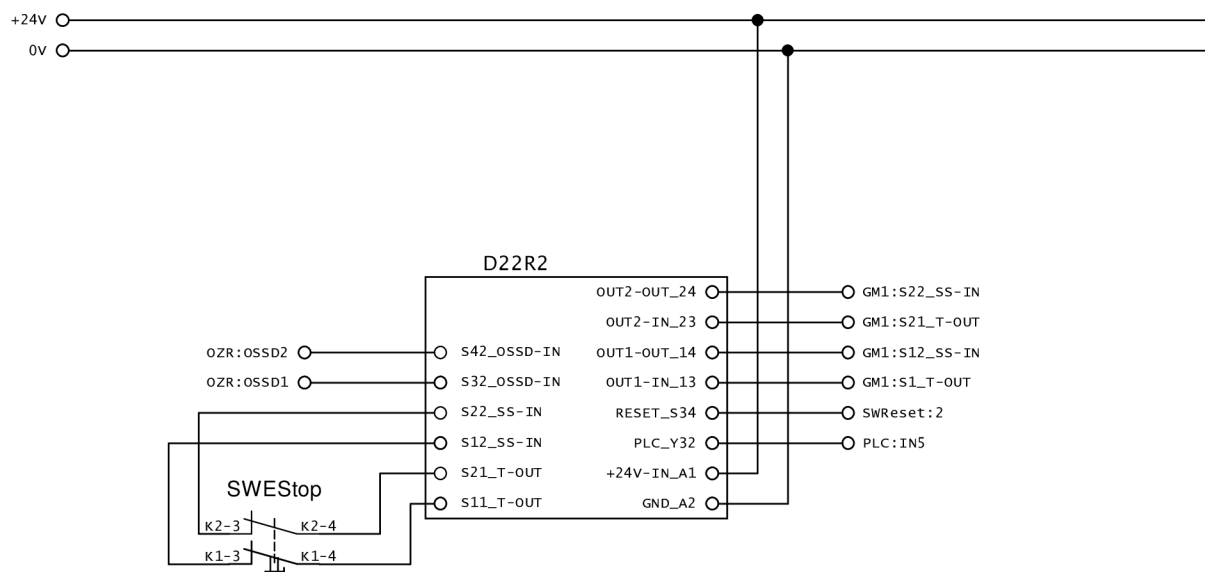 +24V
0V
D22R2
OUT2-OUT_24 GM1:S22_SS-IN
OUT2-IN_23 GM1:S21_T-OUT
OZR:OSSD2 S42_OSSD-IN OUT1-OUT_14 GM1:S12_SS-IN
OZR:OSSD1 S32_OSSD-IN OUT1-IN_13 GM1:S1_T-OUT
S22_SS-IN RESET_S34 SWReset:2
S12_SS-IN PLC_Y32 PLC:IN5
S21_T-OUT +24V-IN_A1
SWEStop
S11_T-OUT GND_A2
K2-3 K2-4
K1-3 K1-4